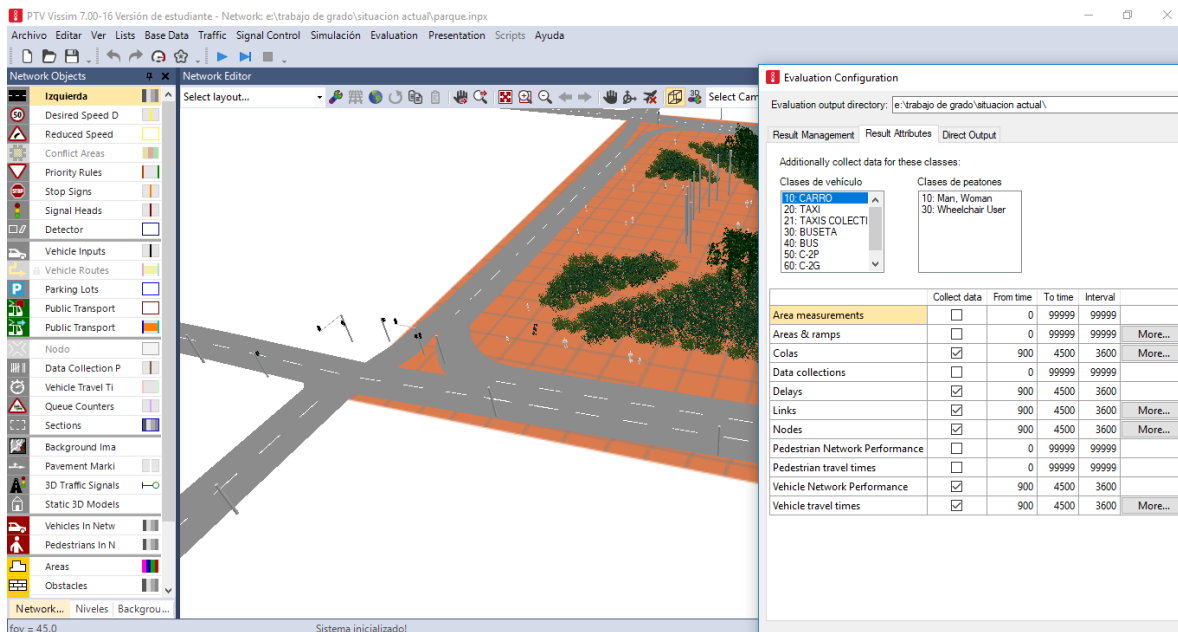 PTV Vissim 7.00-16 Versión de estudiante - Network: e:\trabajo de grado\situacion actual\parque.inpx
Archivo Editar Ver Lists Base Data Traffic Signal Control Simulación Evaluation Presentation Scripts Ayuda
Network Objects
Izquierda
50 Desired Speed D
Reduced Speed
Conflict Areas
Priority Rules
STOP Stop Signs
Signal Heads
Detector
Vehicle Inputs
Vehicle Routes
P Parking Lots
Public Transport
Public Transport
Nodo
Data Collection P
Vehicle Travel Ti
Queue Counters
Sections
Background Ima
Pavement Marki
3D Traffic Signals
Static 3D Models
Vehicles In Netw
Pedestrians In N
Areas
Obstacles
Network... Niveles Backgrou...
Network Editor
Select layout... 3D Select Cam
Evaluation Configuration
Evaluation output directory: e:\trabajo de grado\situacion actual\
Result Management Result Attributes Direct Output
Additionally collect data for these classes:
Clases de vehículo Clases de peatones
10: CARRO 10: Man, Woman
20: TAXI 30: Wheelchair User
21: TAXIS COLECTI
30: BUSETA
40: BUS
50: C-2P
60: C-2G
Collect data From time To time Interval
Area measurements 0 99999 99999
Areas & ramps 0 99999 99999 More...
Colas 900 4500 3600 More...
Data collections 0 99999 99999
Delays 900 4500 3600
Links 900 4500 3600 More...
Nodes 900 4500 3600 More...
Pedestrian Network Performance 0 99999 99999
Pedestrian travel times 0 99999 99999
Vehicle Network Performance 900 4500 3600
Vehicle travel times 900 4500 3600 More...
fov = 45.0 Sistema inicializado!